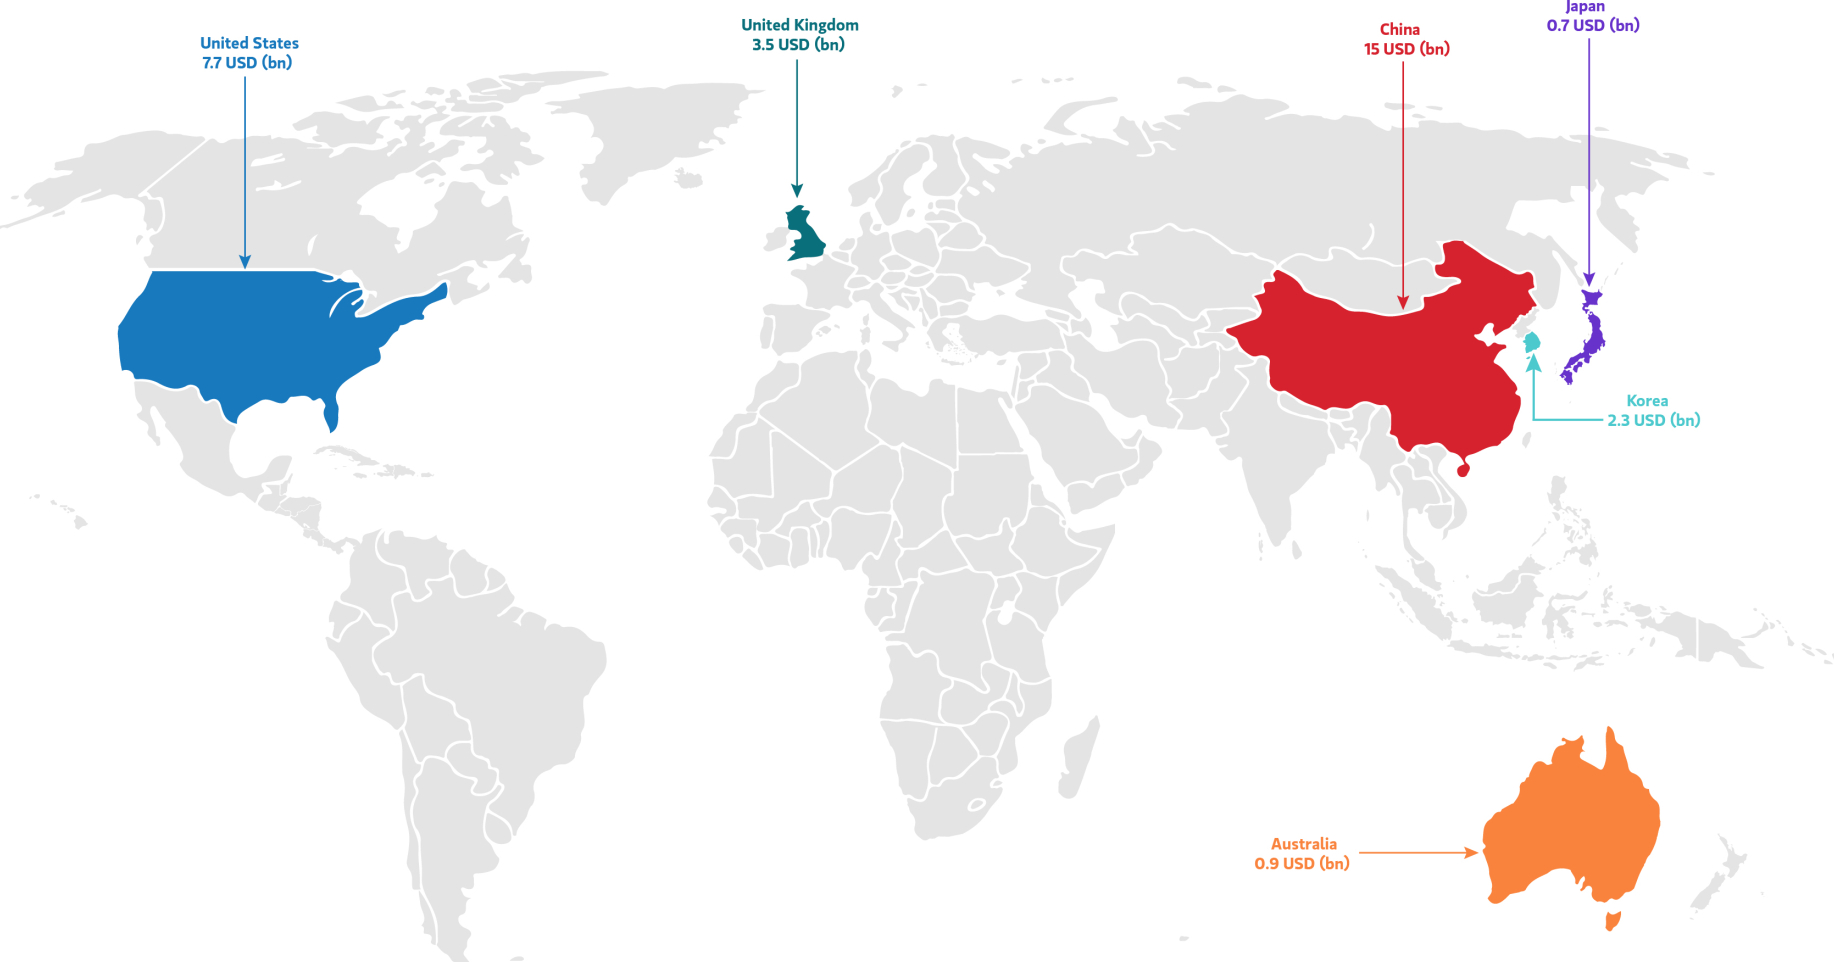 United States
7.7 USD (bn)
United Kingdom
3.5 USD (bn)
China
15 USD (bn)
Japan
0.7 USD (bn)
Korea
2.3 USD (bn)
Australia
0.9 USD (bn)